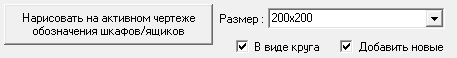 Нарисовать на активном чертеже
обозначения шкафов/ящиков
Размер : 200x200
В виде круга
Добавить новые